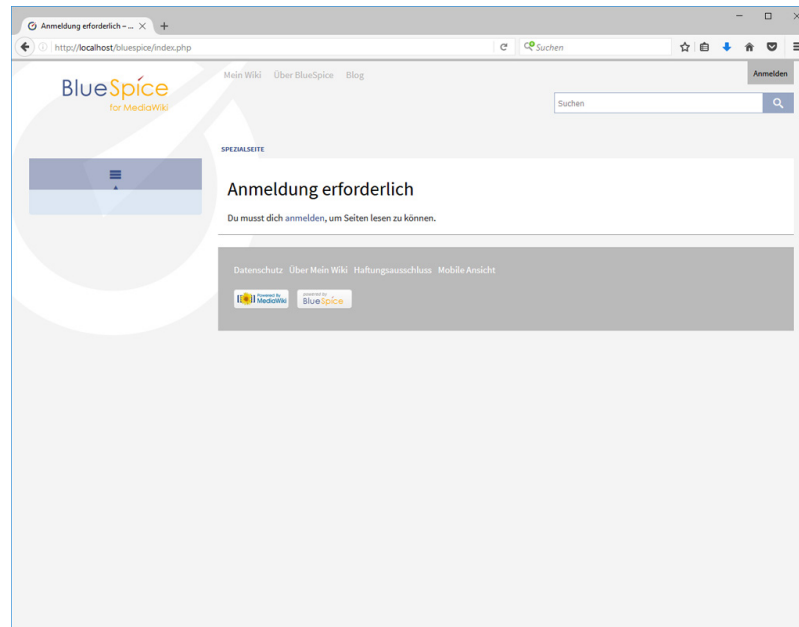 Anmeldung erforderlich – ...
http://localhost/bluespice/index.php
Suchen
Mein Wiki Über BlueSpice Blog
Anmelden
BlueSpice
for MediaWiki
Suchen
SPEZIALSEITE
Anmeldung erforderlich
Du musst dich anmelden, um Seiten lesen zu können.
Datenschutz Über Mein Wiki Haftungsausschluss Mobile Ansicht
Powered By
MediaWiki
powered by
BlueSpice